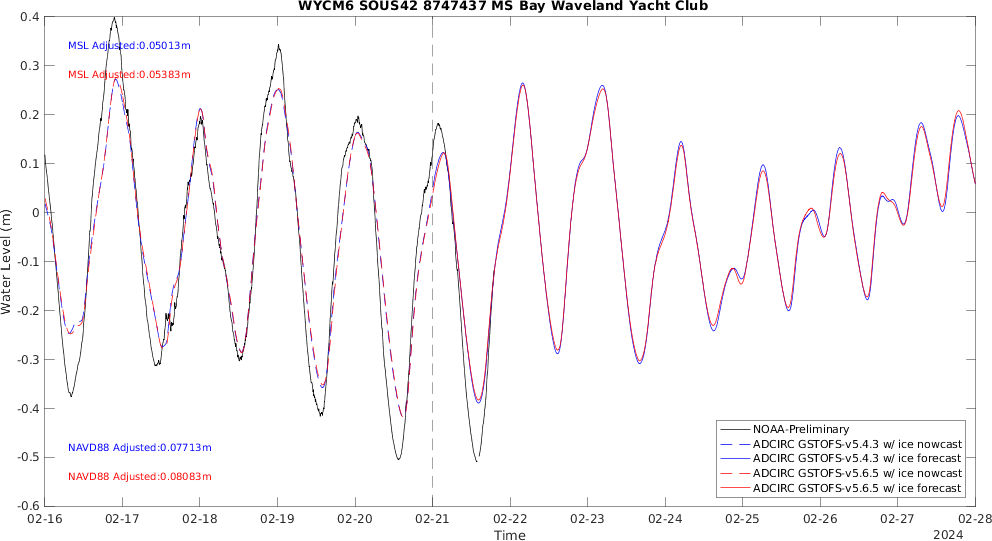 WYCM6 SOUS42 8747437 MS Bay Waveland Yacht Club
0.4
0.3
0.2
0.1
0
-0.1
-0.2
-0.3
-0.4
-0.5
-0.6
Water Level (m)
MSL Adjusted:0.05013m
MSL Adjusted:0.05383m
NAVD88 Adjusted:0.07713m
NAVD88 Adjusted:0.08083m
NOAA-Preliminary
ADCIRC GSTOFS-v5.4.3 w/ ice nowcast
ADCIRC GSTOFS-v5.4.3 w/ ice forecast
ADCIRC GSTOFS-v5.6.5 w/ ice nowcast
ADCIRC GSTOFS-v5.6.5 w/ ice forecast
02-16 02-17 02-18 02-19 02-20 02-21 02-22 02-23 02-24 02-25 02-26 02-27 02-28
Time
2024